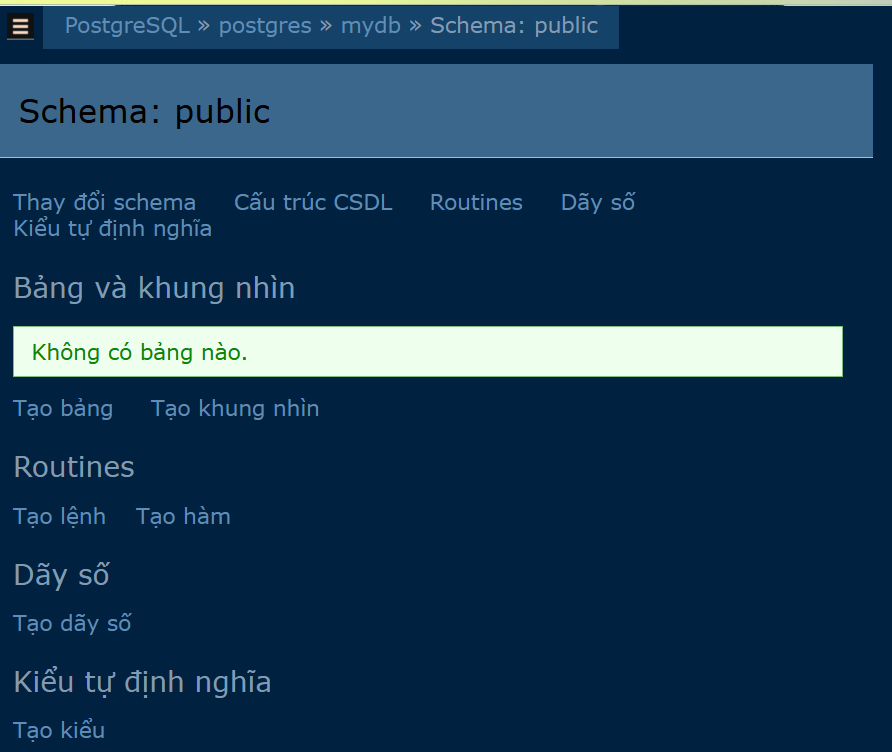 PostgreSQL » postgres » mydb » Schema: public
Schema: public
Thay đổi schema Cấu trúc CSDL Routines Dãy số
Kiểu tự định nghĩa
Bảng và khung nhìn
Không có bảng nào.
Tạo bảng Tạo khung nhìn
Routines
Tạo lệnh Tạo hàm
Dãy số
Tạo dãy số
Kiểu tự định nghĩa
Tạo kiểu